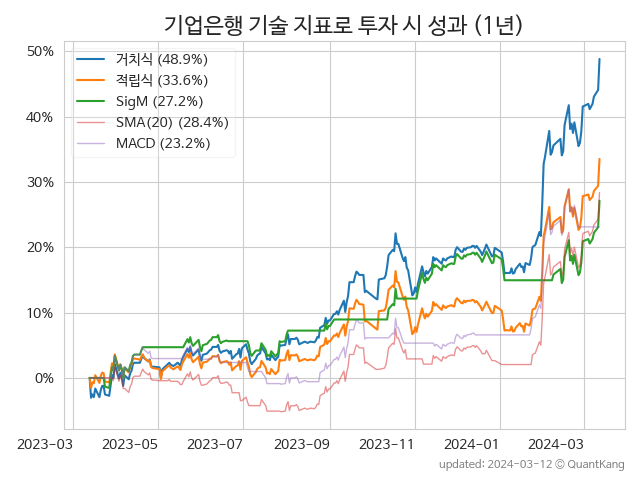 기업은행 기술 지표로 투자 시 성과 (1년)
거치식 (48.9%)
적립식 (33.6%)
SigM (27.2%)
SMA(20) (28.4%)
MACD (23.2%)
50%
40%
30%
20%
10%
0%
2023-03 2023-05 2023-07 2023-09 2023-11 2024-01 2024-03
updated: 2024-03-12 © QuantKang